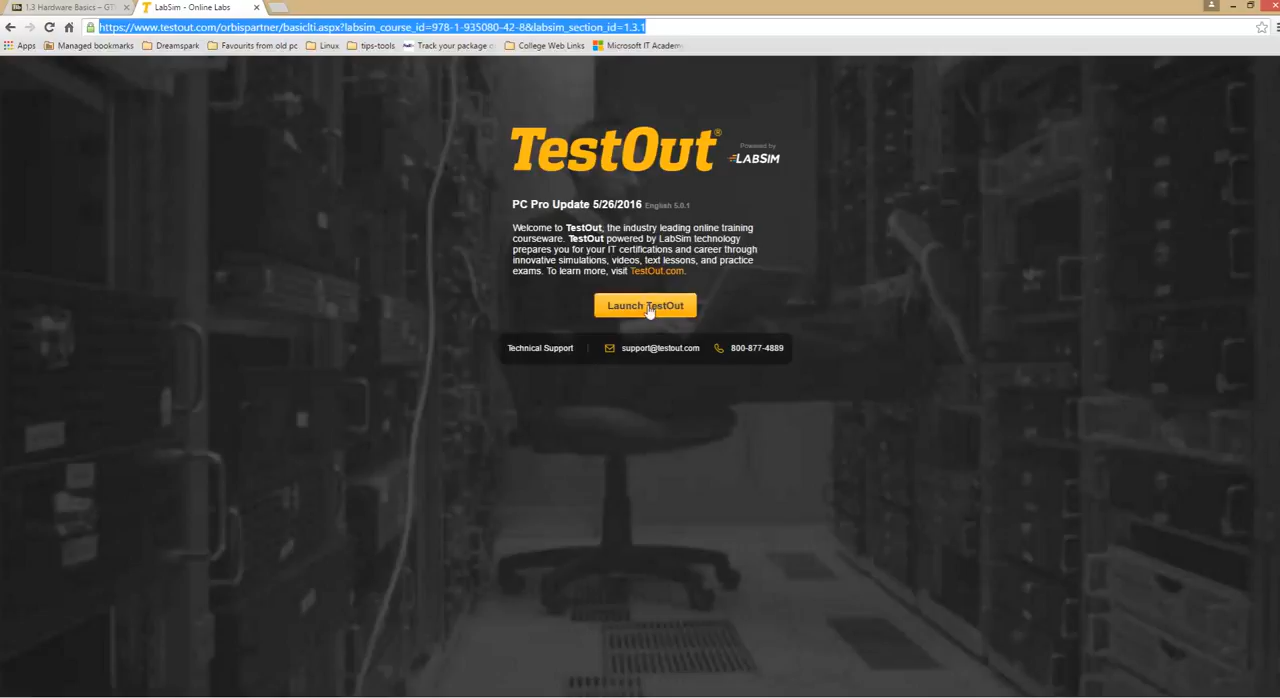 1.3 Hardware Basics – GT
LabSim - Online Labs
https://www.testout.com/orbispartner/basiclti.aspx?labsim_course_id=978-1-935080-42-8&labsim_section_id=1.3.1
Apps Managed bookmarks Dreamspark Favourits from old pc Linux tips-tools Track your package College Web Links Microsoft IT Academ
TestOut®
Powered by
LABSIM
PC Pro Update 5/26/2016 English 5.0.1
Welcome to TestOut, the industry leading online training
courseware. TestOut powered by LabSim technology
prepares you for your IT certifications and career through
innovative simulations, videos, text lessons, and practice
exams. To learn more, visit TestOut.com.
Launch TestOut
Technical Support | support@testout.com 800-877-4889